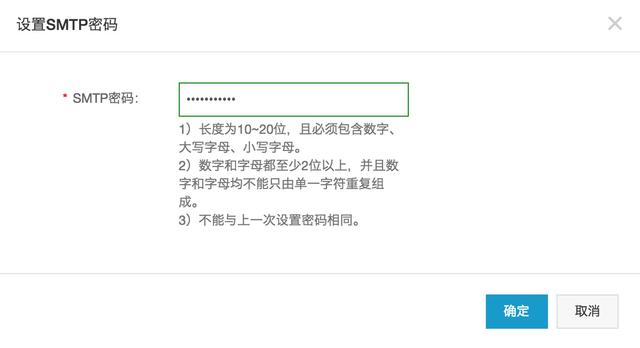 设置SMTP密码
* SMTP密码：
•••••••••••
1）长度为10~20位，且必须包含数字、
大写字母、小写字母。
2）数字和字母都至少2位以上，并且数
字和字母均不能只由单一字符重复组
成。
3）不能与上一次设置密码相同。
确定
取消